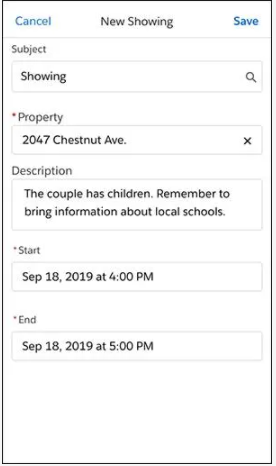 Cancel New Showing Save
Subject
Showing
*Property
2047 Chestnut Ave.
Description
The couple has children. Remember to
bring information about local schools.
*Start
Sep 18, 2019 at 4:00 PM
*End
Sep 18, 2019 at 5:00 PM